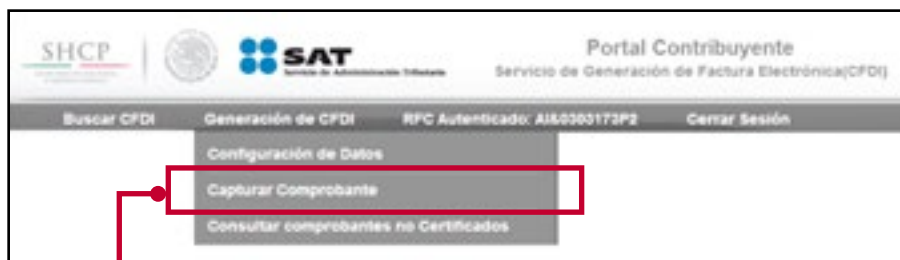 SHCP
SAT
Servicio de Administración Tributaria
Portal Contribuyente
Servicio de Generación de Factura Electrónica(CFDI)
Buscar CFDI Generación de CFDI RFC Autenticado: AI&0303173P2 Cerrar Sesión
Configuración de Datos
Capturar Comprobante
Consultar comprobantes no Certificados